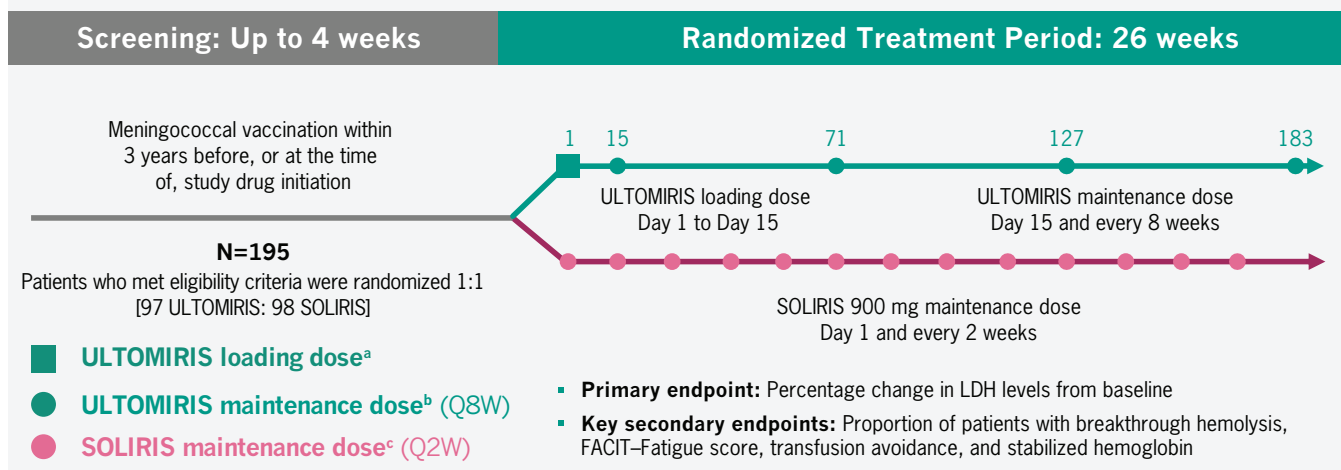 Screening: Up to 4 weeks
Randomized Treatment Period: 26 weeks
Meningococcal vaccination within
3 years before, or at the time
of, study drug initiation
N=195
Patients who met eligibility criteria were randomized 1:1
[97 ULTOMIRIS: 98 SOLIRIS]
1 15 71 127 183
ULTOMIRIS loading dose
Day 1 to Day 15
ULTOMIRIS maintenance dose
Day 15 and every 8 weeks
SOLIRIS 900 mg maintenance dose
Day 1 and every 2 weeks
ULTOMIRIS loading doseᵃ
ULTOMIRIS maintenance doseᵇ (Q8W)
SOLIRIS maintenance doseᶜ (Q2W)
▪ Primary endpoint: Percentage change in LDH levels from baseline
▪ Key secondary endpoints: Proportion of patients with breakthrough hemolysis,
FACIT–Fatigue score, transfusion avoidance, and stabilized hemoglobin